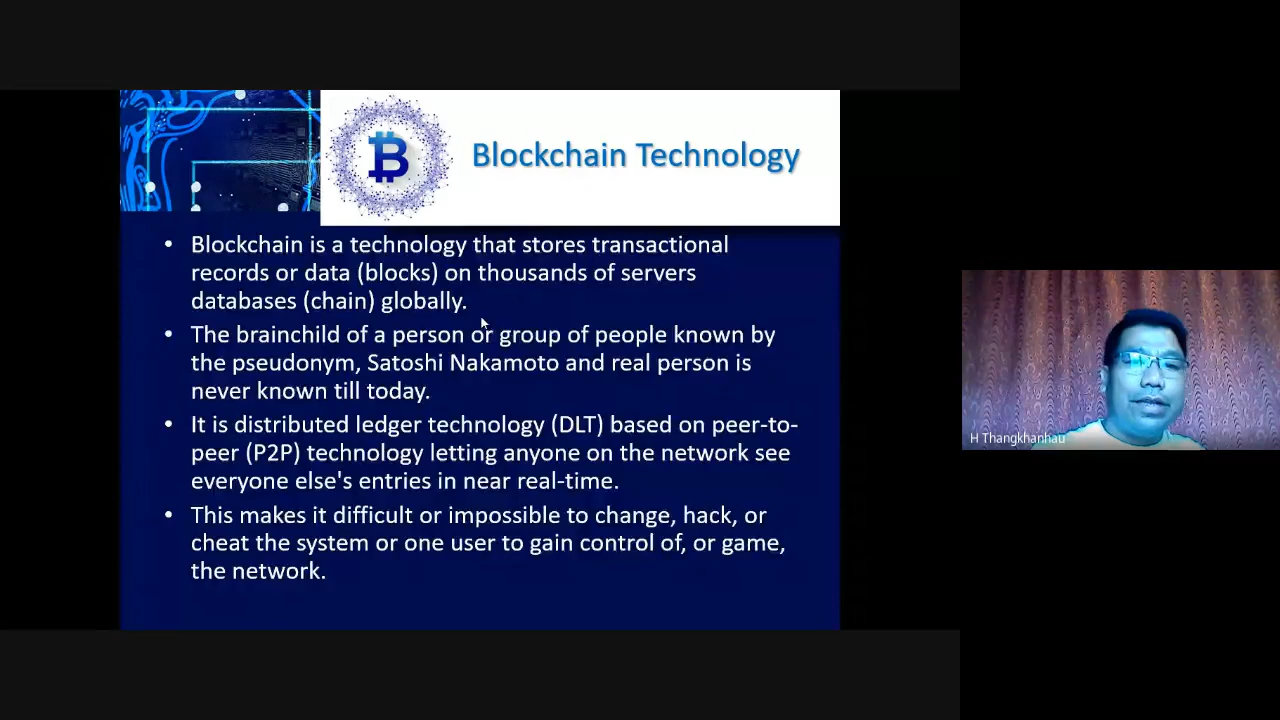 Blockchain Technology
• Blockchain is a technology that stores transactional
records or data (blocks) on thousands of servers
databases (chain) globally.
• The brainchild of a person or group of people known by
the pseudonym, Satoshi Nakamoto and real person is
never known till today.
• It is distributed ledger technology (DLT) based on peer-to-
peer (P2P) technology letting anyone on the network see
everyone else's entries in near real-time.
• This makes it difficult or impossible to change, hack, or
cheat the system or one user to gain control of, or game,
the network.
H Thangkhanhau